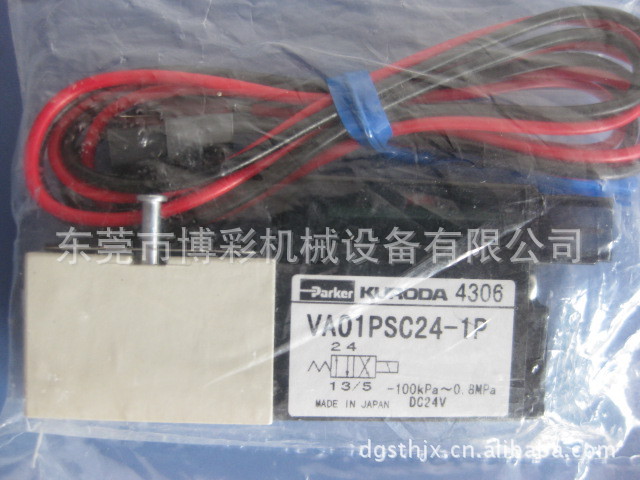 东莞市博彩机械设备有限公司
Parker KURODA 4306
VA01PSC24-1P
2 4
1 3/5 -100kPa~0.8MPa
MADE IN JAPAN DC24V
dgsthjx.cn.alibaba.com